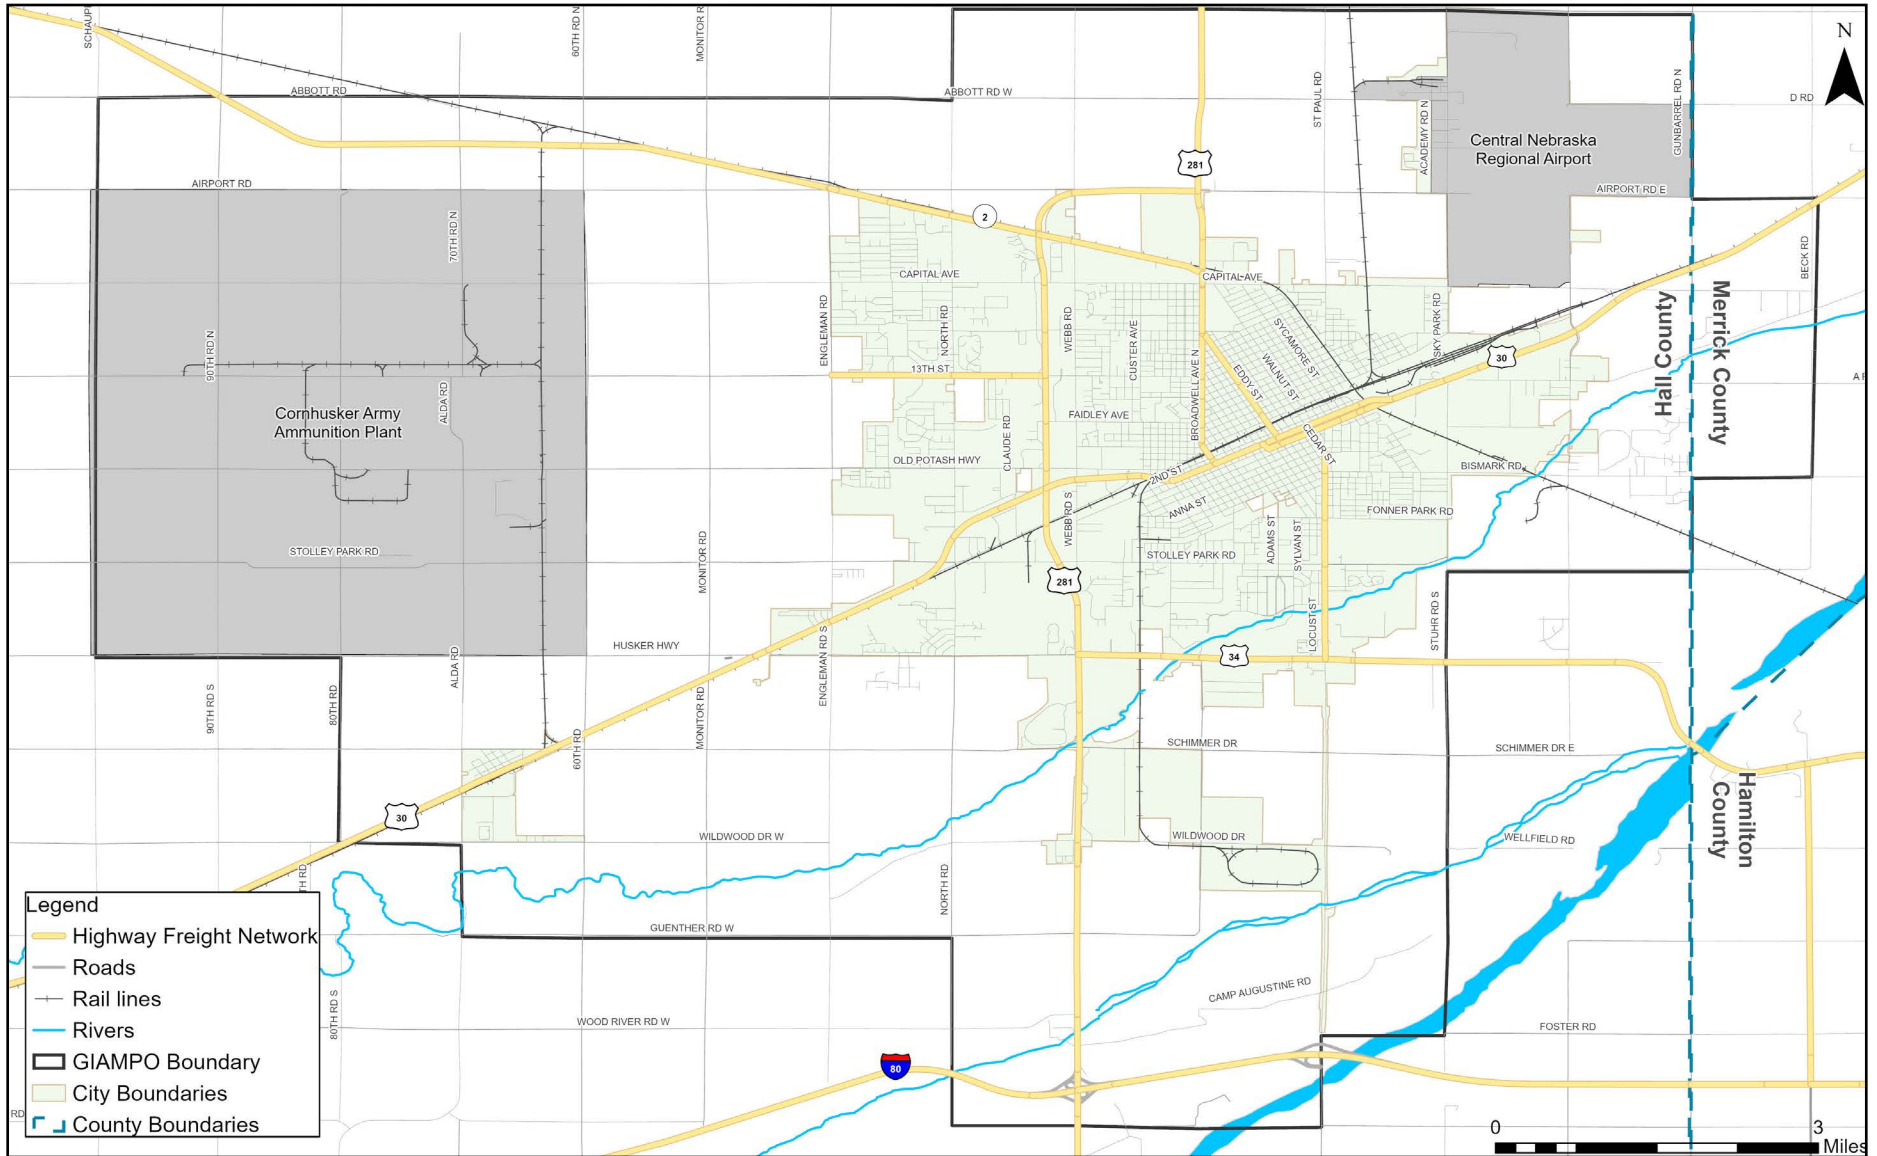 60TH RD N
N
ABBOTT RD
ABBOTT RD W
ST PAUL RD
GUNBARREL RD N
D RD
ACADEMY RD N
Central Nebraska
Regional Airport
281
AIRPORT RD
AIRPORT RD E
2
70TH RD N
BECK RD
CAPITAL AVE
CAPITAL AVE
ENGLEMAN RD
NORTH RD
WEBB RD
CUSTER AVE
SYCAMORE ST
SKY PARK RD
Hall County
Merrick County
90TH RD N
30
13TH ST
WALNUT ST
EDDY ST
BROADWELL AVE N
ALDA RD
Cornhusker Army
Ammunition Plant
FAIDLEY AVE
CLAUDE RD
CEDAR ST
OLD POTASH HWY
BISMARK RD
2ND ST
ANNA ST
WEBB RD S
FONNER PARK RD
STOLLEY PARK RD
MONITOR RD
STOLLEY PARK RD
ADAMS ST
SYLVAN ST
281
LOCUST ST
STUHR RD S
HUSKER HWY
ENGLEMAN RD S
34
ALDA RD
90TH RD S
80TH RD
MONITOR RD
60TH RD
SCHIMMER DR
SCHIMMER DR E
Hamilton
County
30
WILDWOOD DR W
WILDWOOD DR
WELLFIELD RD
TH RD
NORTH RD
GUENTHER RD W
CAMP AUGUSTINE RD
80TH RD S
WOOD RIVER RD W
FOSTER RD
80
Legend
Highway Freight Network
Roads
Rail lines
Rivers
GIAMPO Boundary
City Boundaries
County Boundaries
RD
0 3
Miles